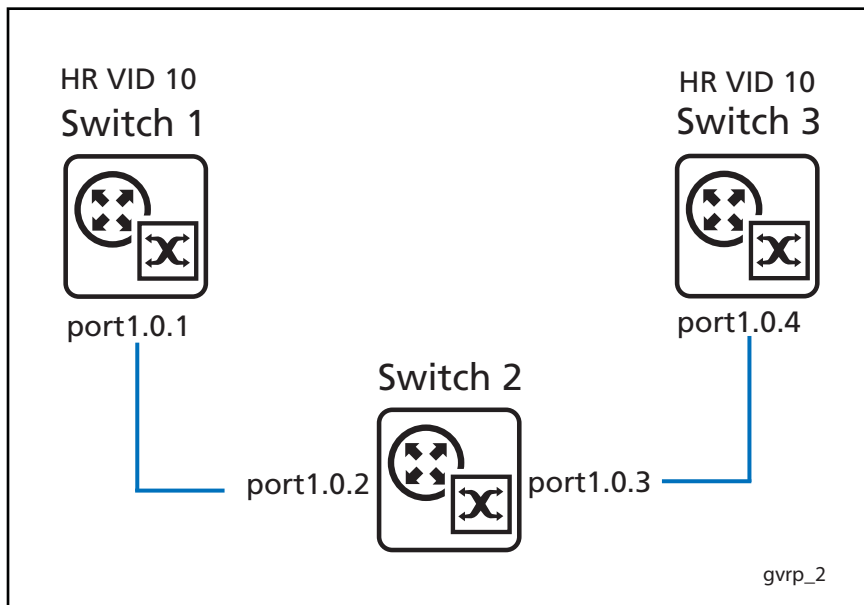 HR VID 10
Switch 1
port1.0.1
HR VID 10
Switch 3
port1.0.4
Switch 2
port1.0.2
port1.0.3
gvrp_2